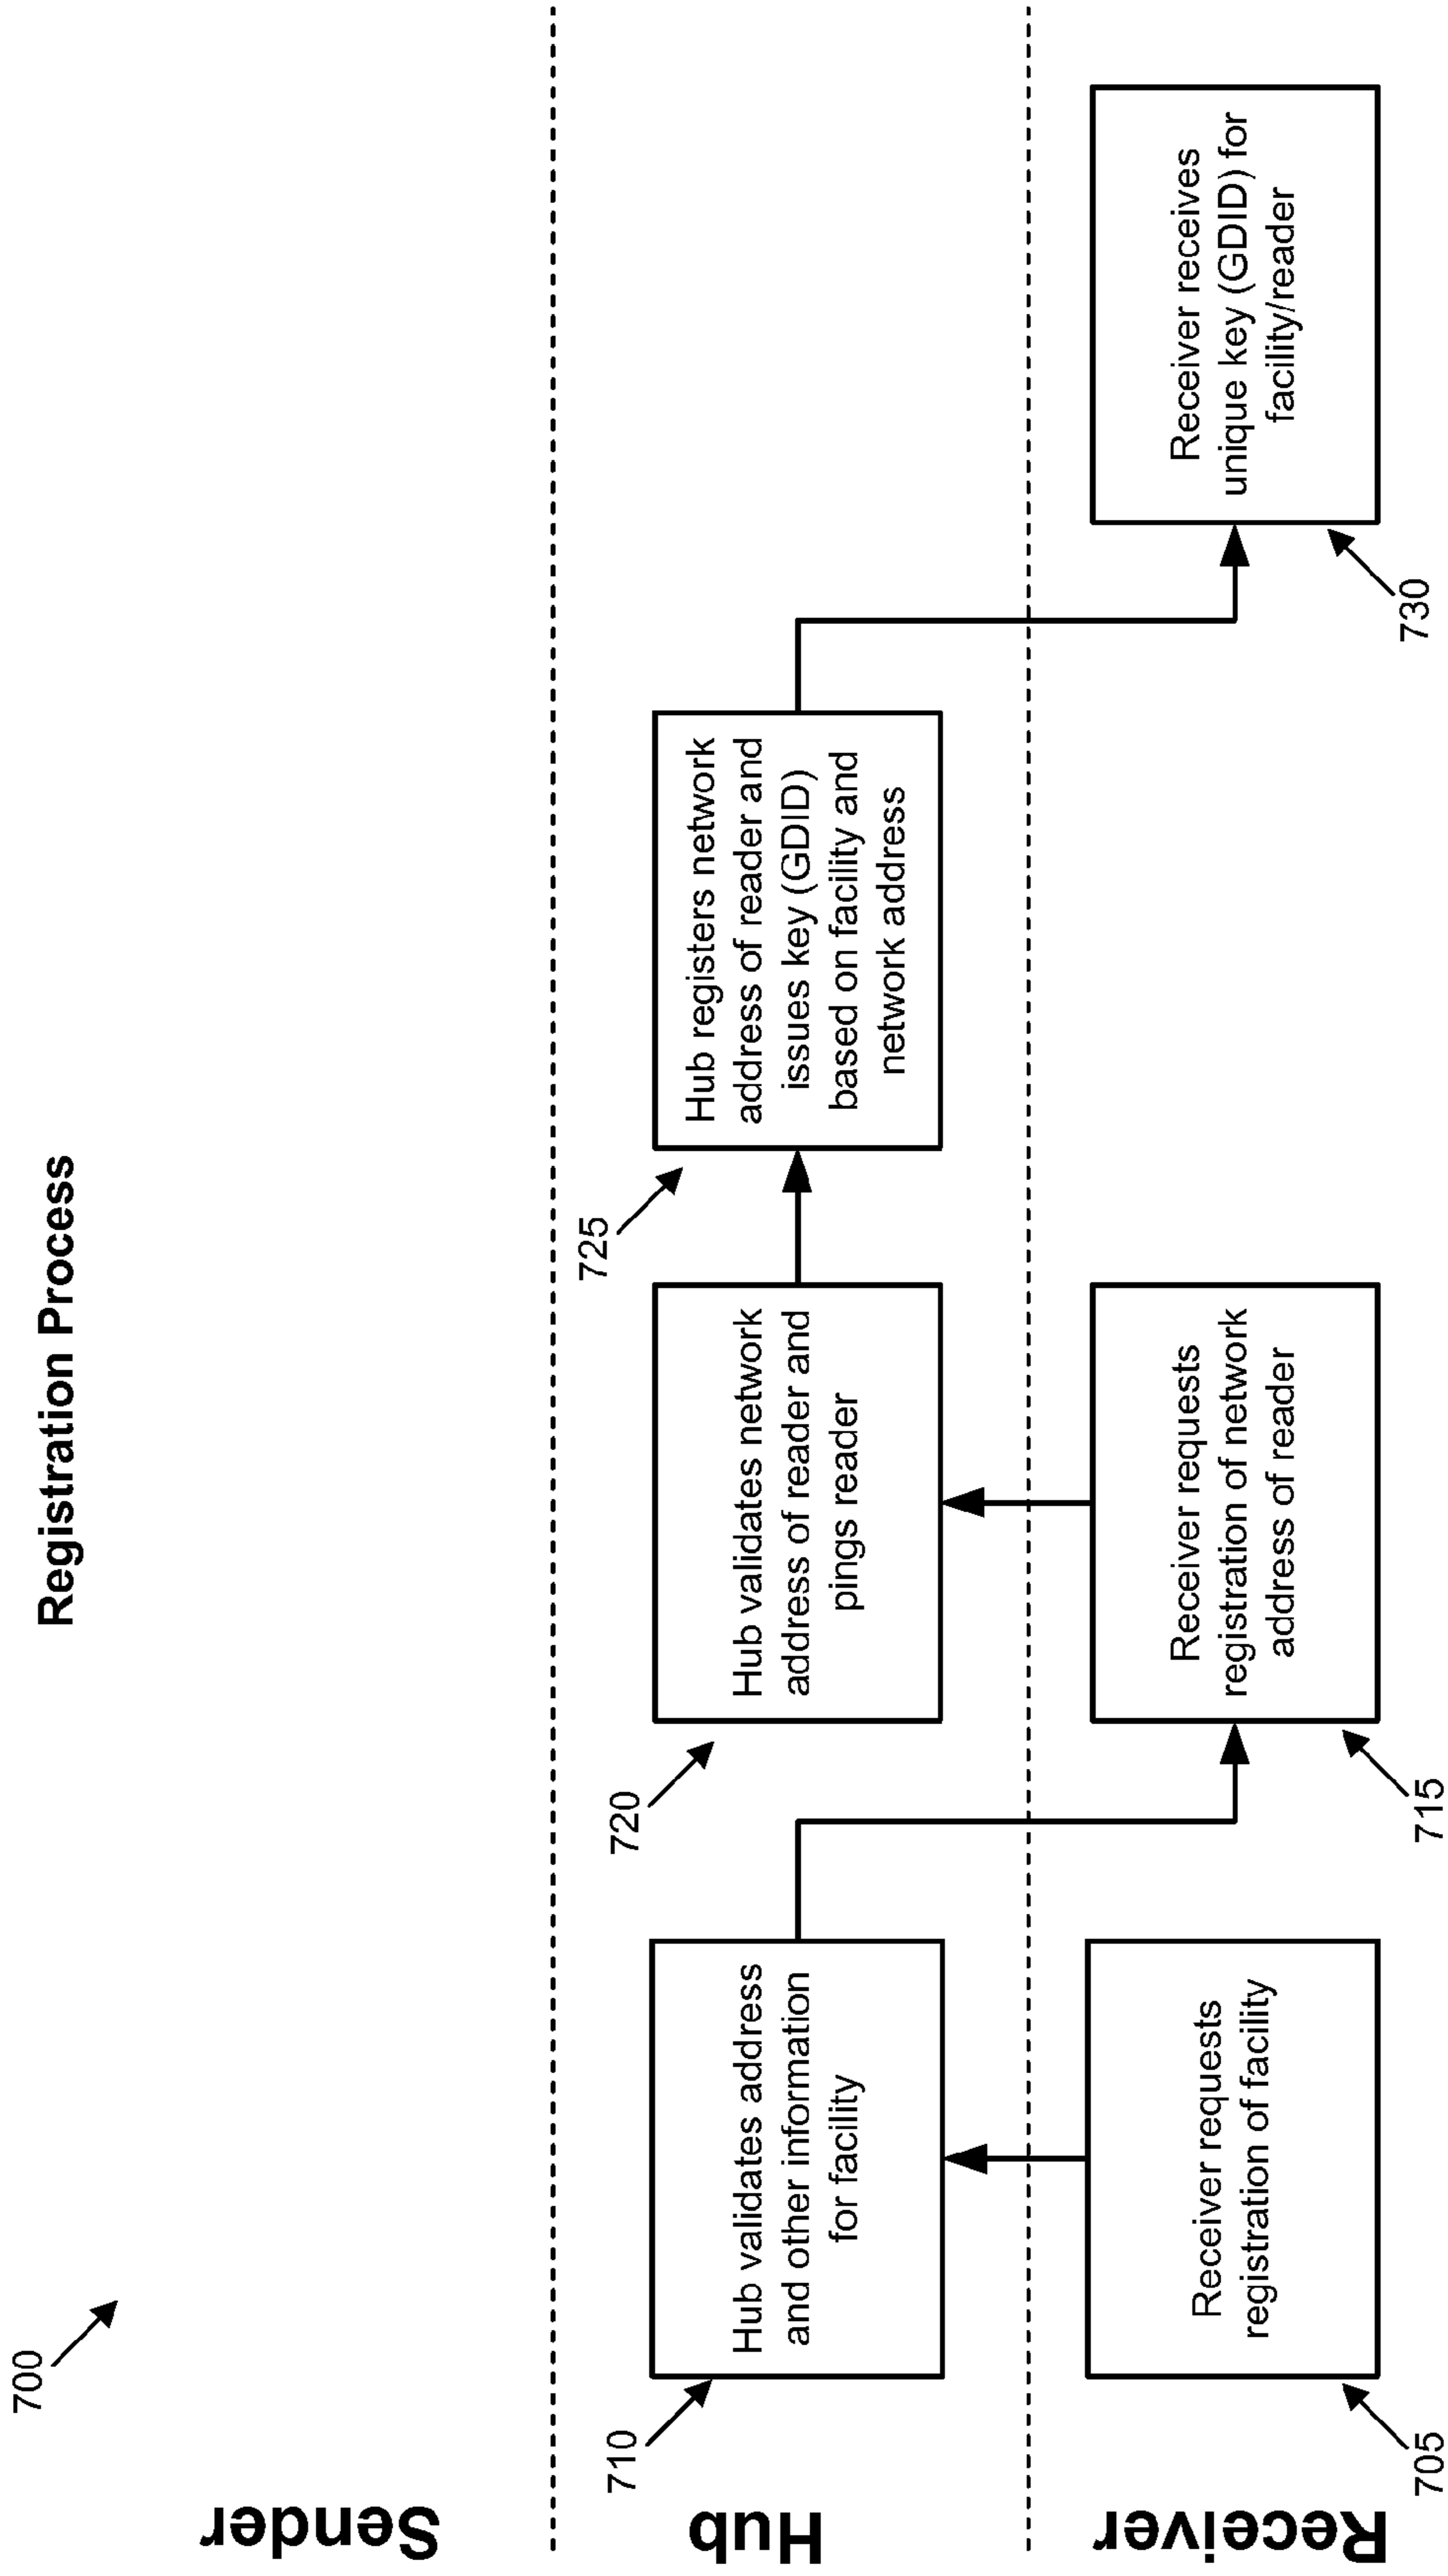 Registration Process
700
Sender
Hub
Receiver
710
Hub validates address
and other information
for facility
720
Hub validates network
address of reader and
pings reader
725
Hub registers network
address of reader and
issues key (GDID)
based on facility and
network address
705
Receiver requests
registration of facility
715
Receiver requests
registration of network
address of reader
730
Receiver receives
unique key (GDID) for
facility/reader